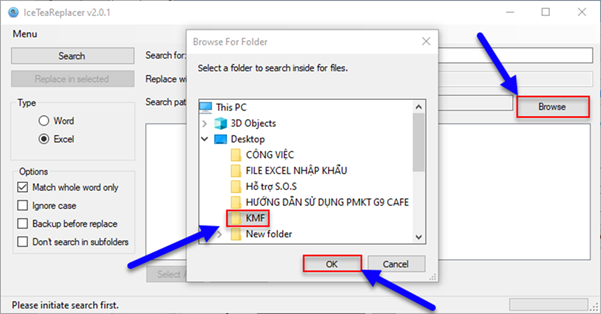 IceTeaReplacer v2.0.1
Menu
Search
Search for:
Replace in selected
Replace wi
Search pat
Browse
Type
Word
Excel
Options
Match whole word only
Ignore case
Backup before replace
Don't search in subfolders
Browse For Folder
Select a folder to search inside for files.
This PC
3D Objects
Desktop
CÔNG VIỆC
FILE EXCEL NHẬP KHẨU
Hỗ trợ S.O.S
HƯỚNG DẪN SỬ DỤNG PMKT G9 CAFE
KMF
New folder
OK
Cancel
Select
Please initiate search first.